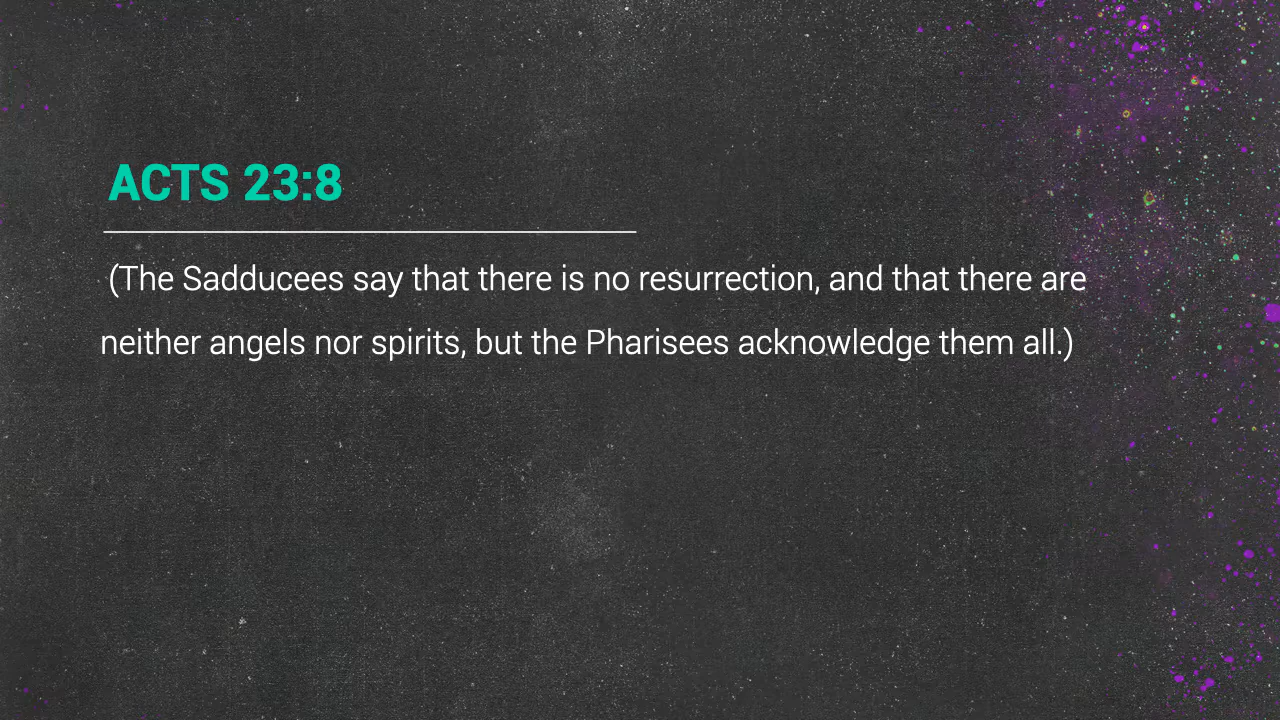 ACTS 23:8
(The Sadducees say that there is no resurrection, and that there are
neither angels nor spirits, but the Pharisees acknowledge them all.)